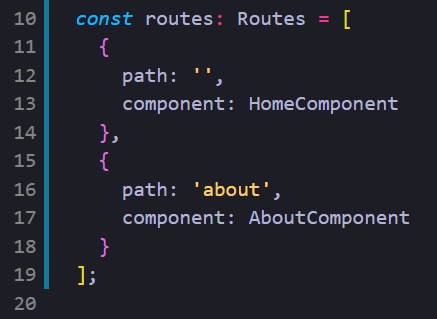 10 const routes: Routes = [
11 {
12 path: '',
13 component: HomeComponent
14 },
15 {
16 path: 'about',
17 component: AboutComponent
18 }
19 ];
20